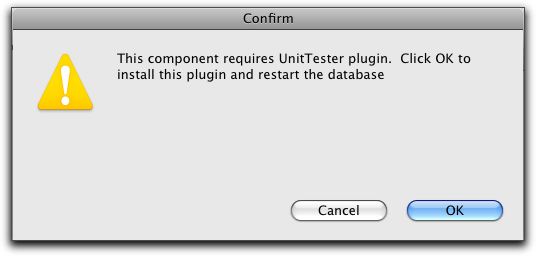 Confirm
This component requires UnitTester plugin.  Click OK to
install this plugin and restart the database
Cancel
OK